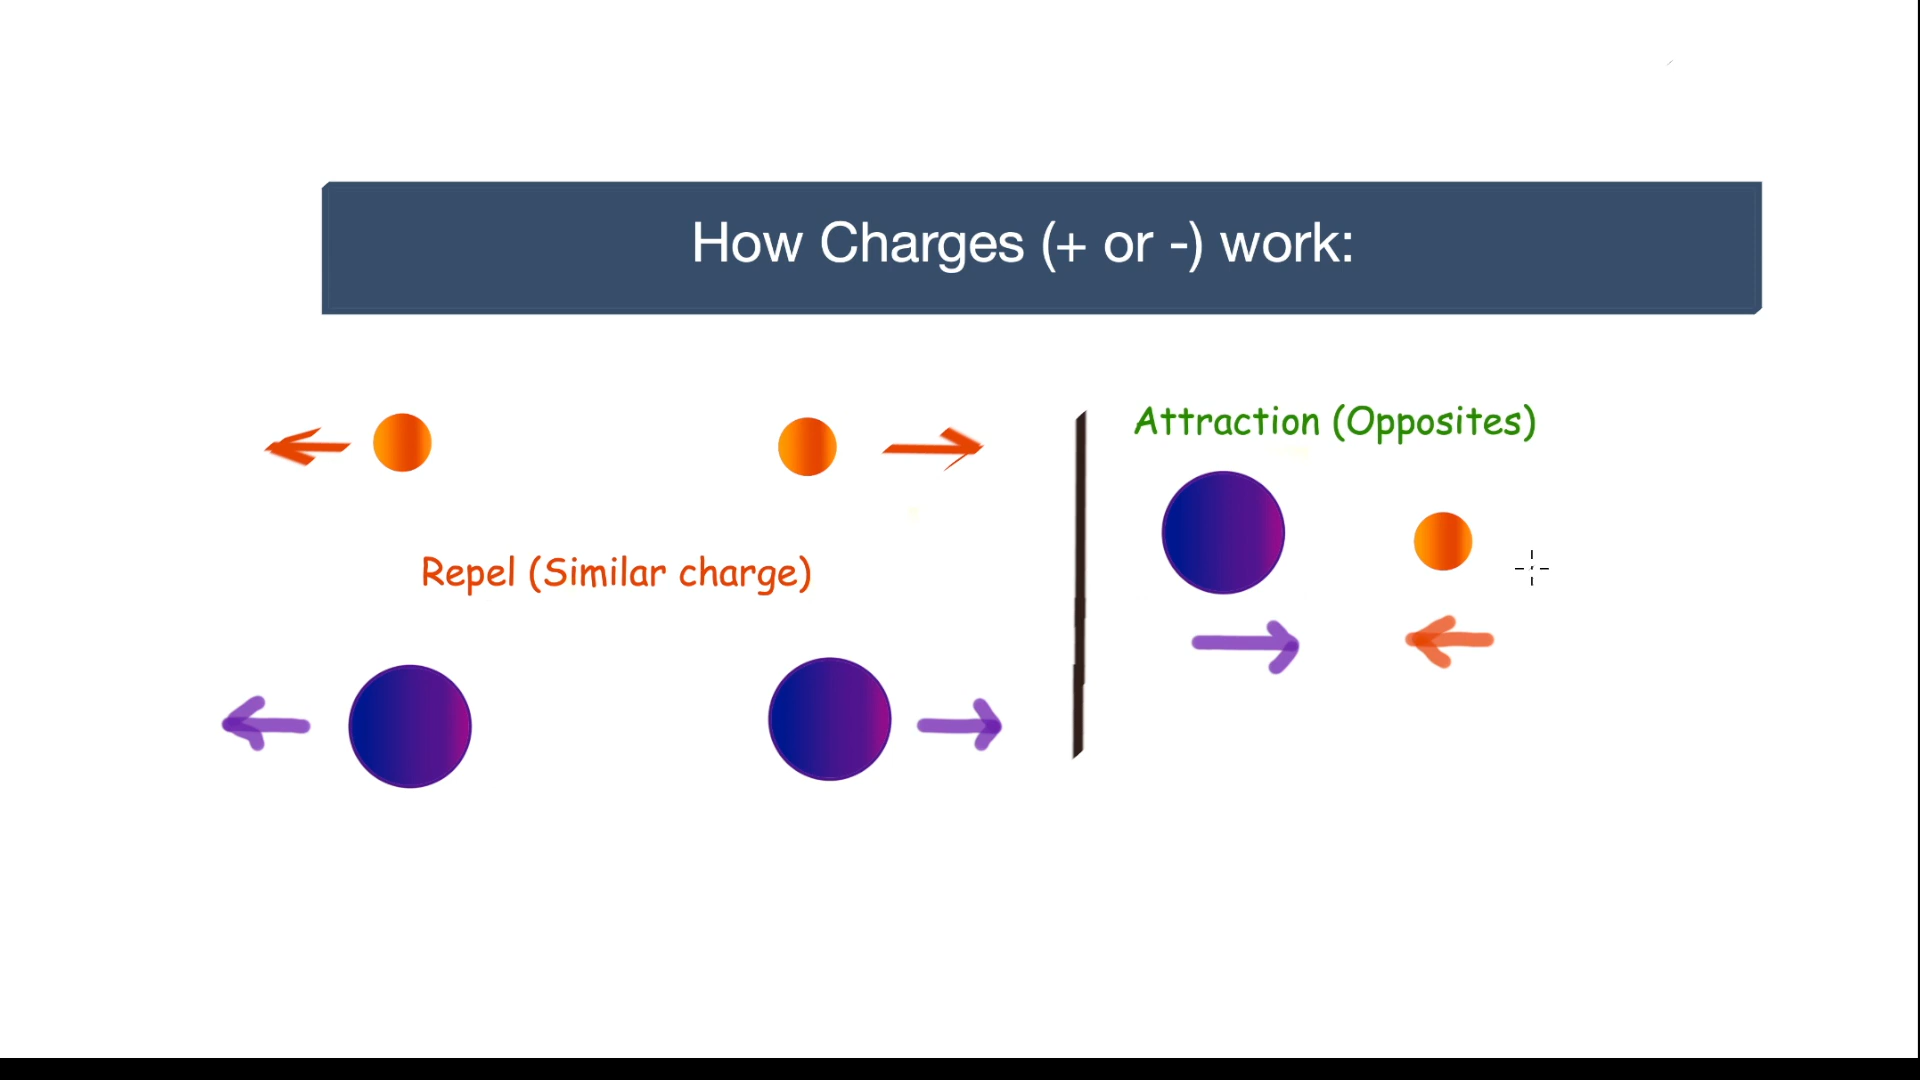 How Charges (+ or -) work:
Attraction (Opposites)
Repel (Similar charge)